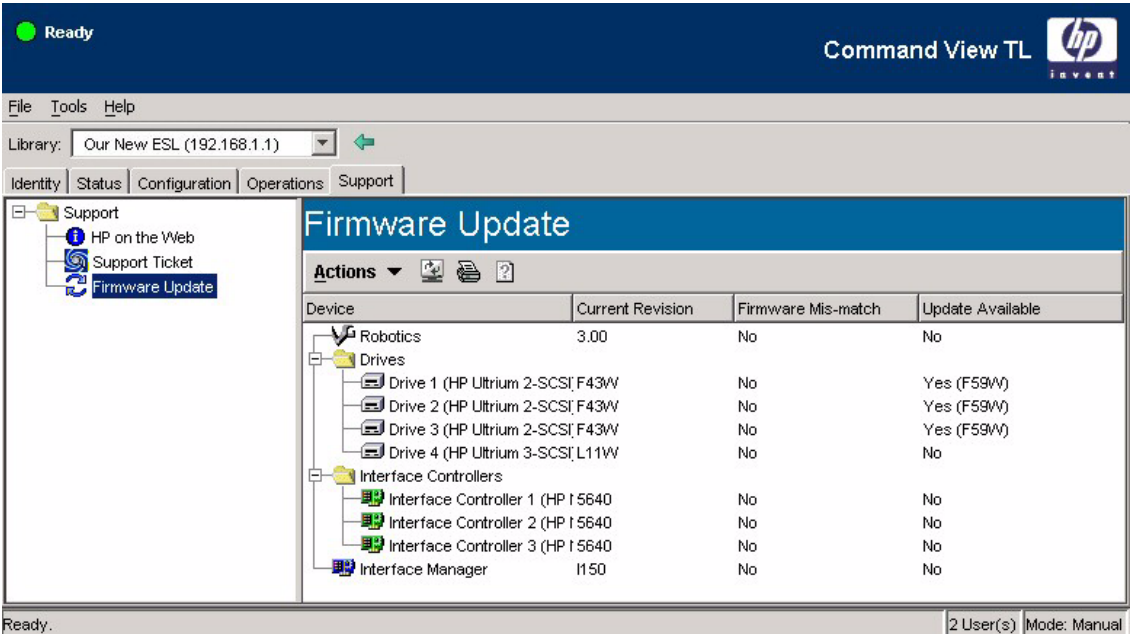 Ready
Command View TL
hp
invent
File Tools Help
Library: Our New ESL (192.168.1.1)
Identity Status Configuration Operations Support
Support
HP on the Web
Support Ticket
Firmware Update
Firmware Update
Actions
Device Current Revision Firmware Mis-match Update Available
Robotics 3.00 No No
Drives
Drive 1 (HP Ultrium 2-SCSI F43W No Yes (F59W)
Drive 2 (HP Ultrium 2-SCSI F43W No Yes (F59W)
Drive 3 (HP Ultrium 2-SCSI F43W No Yes (F59W)
Drive 4 (HP Ultrium 3-SCSI L11W No No
Interface Controllers
Interface Controller 1 (HP 5640 No No
Interface Controller 2 (HP 5640 No No
Interface Controller 3 (HP 5640 No No
Interface Manager I150 No No
Ready. 2 User(s) Mode: Manual